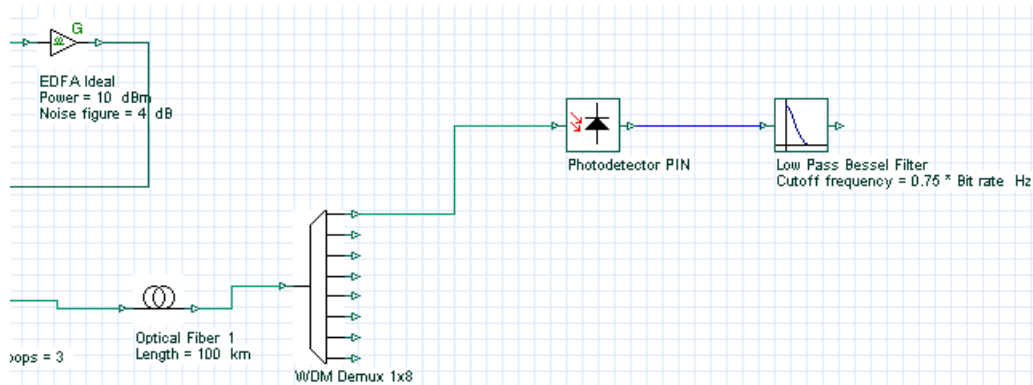 G
EDFA Ideal
Power = 10 dBm
Noise figure = 4 dB
Photodetector PIN
Low Pass Bessel Filter
Cutoff frequency = 0.75 * Bit rate Hz
Optical Fiber 1
Length = 100 km
oops = 3
WDM Demux 1x8